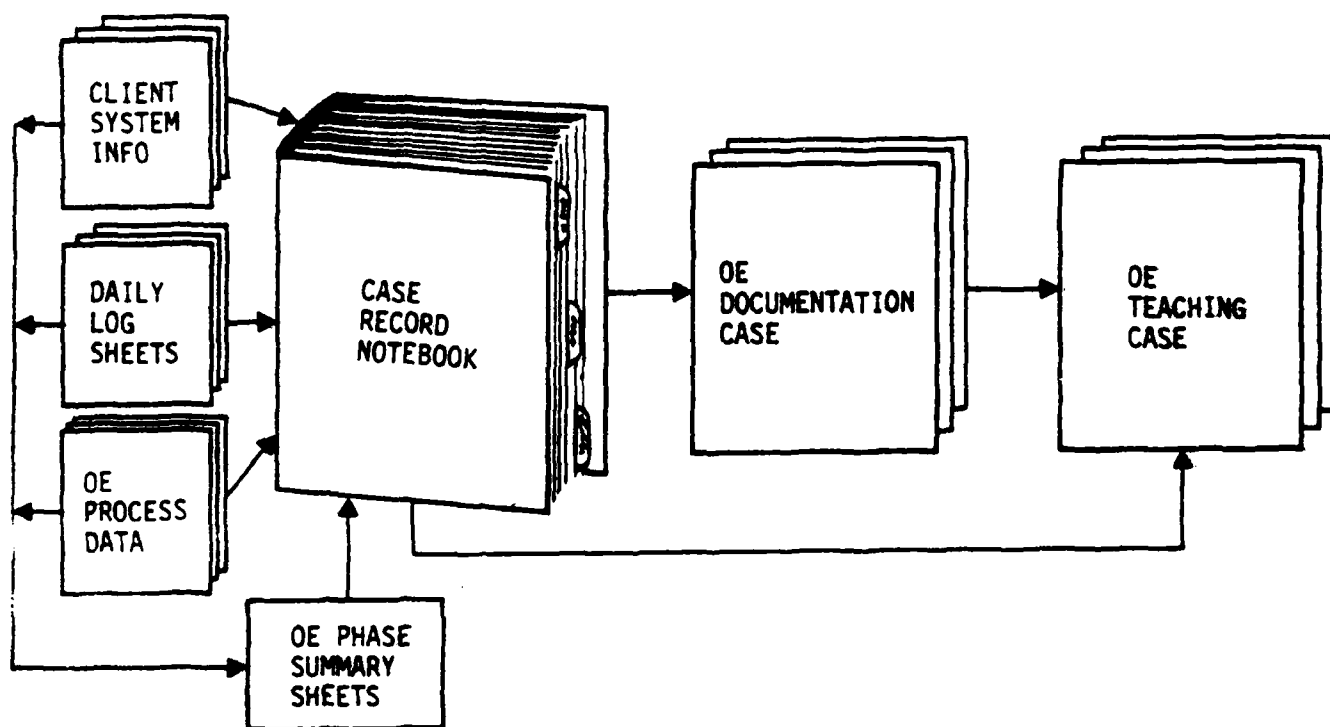 CLIENT
SYSTEM
INFO
DAILY
LOG
SHEETS
OE
PROCESS
DATA
CASE
RECORD
NOTEBOOK
OE PHASE
SUMMARY
SHEETS
OE
DOCUMENTATION
CASE
OE
TEACHING
CASE